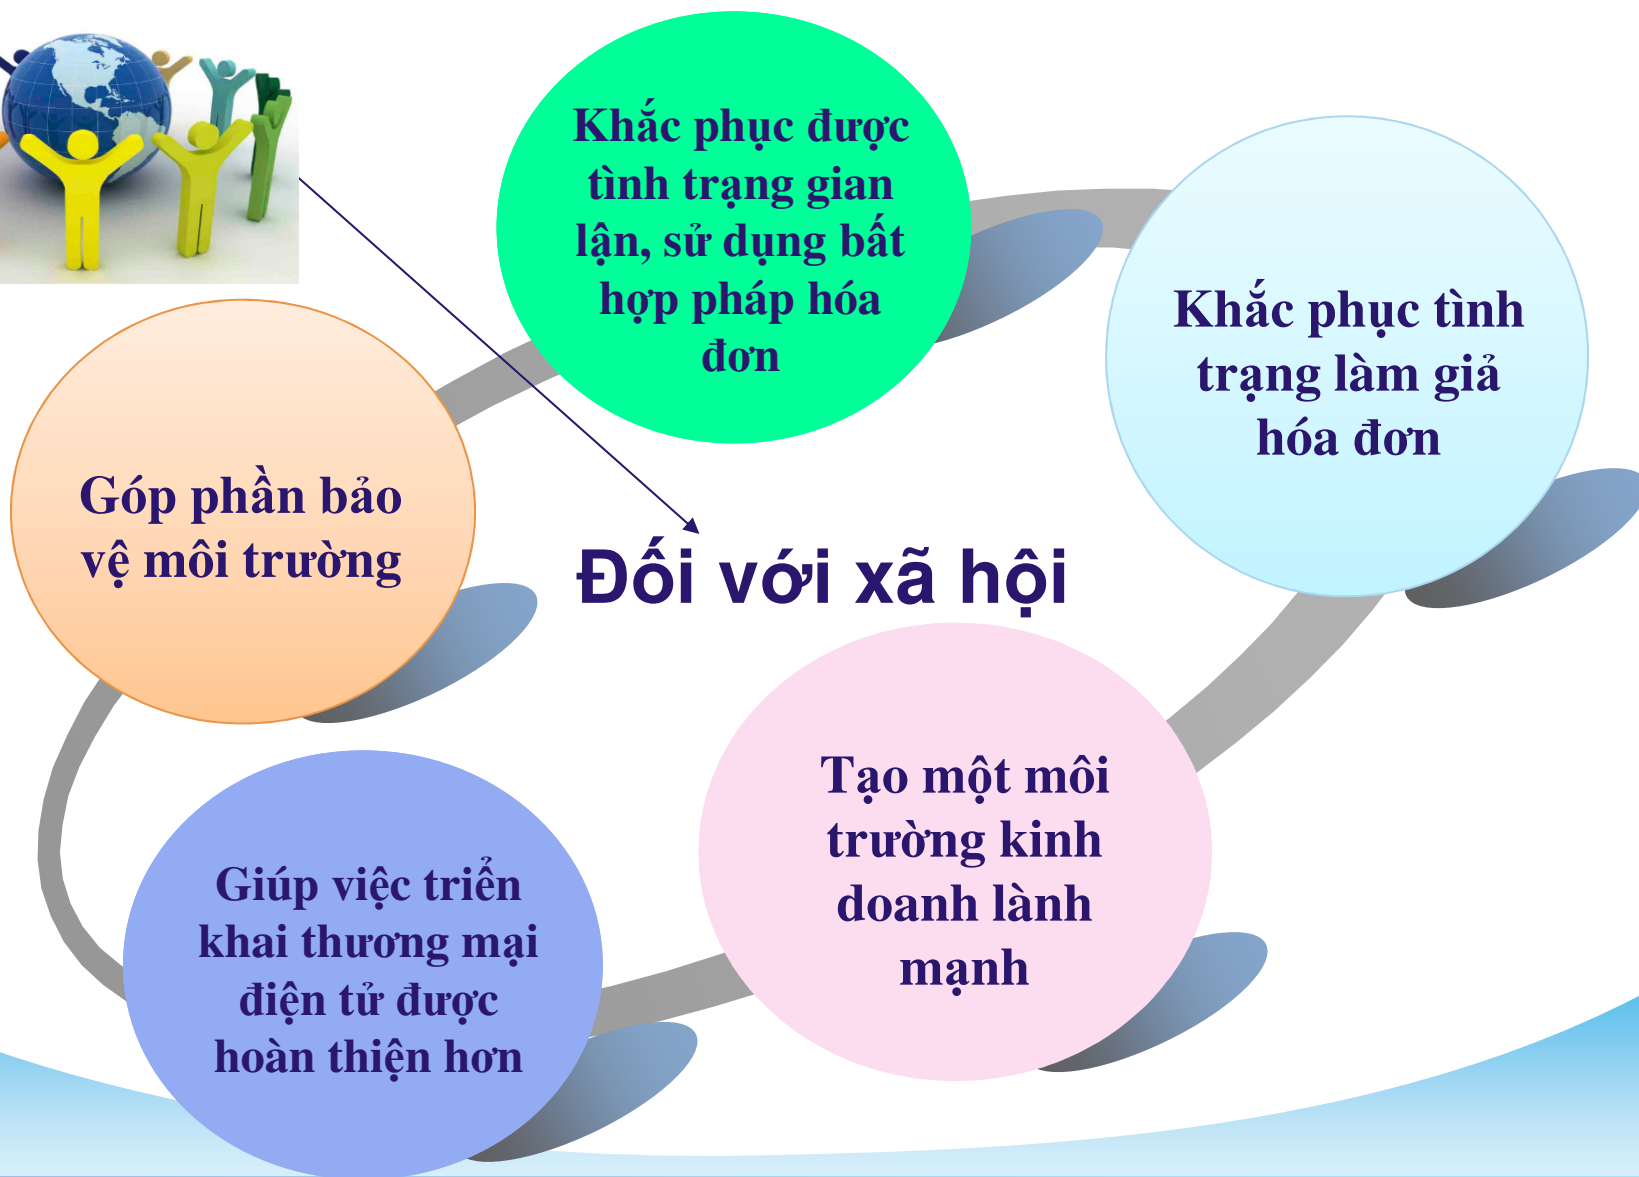 Khắc phục được
tình trạng gian
lận, sử dụng bất
hợp pháp hóa
đơn
Khắc phục tình
trạng làm giả
hóa đơn
Góp phần bảo
vệ môi trường
Đối với xã hội
Tạo một môi
trường kinh
doanh lành
mạnh
Giúp việc triển
khai thương mại
điện tử được
hoàn thiện hơn